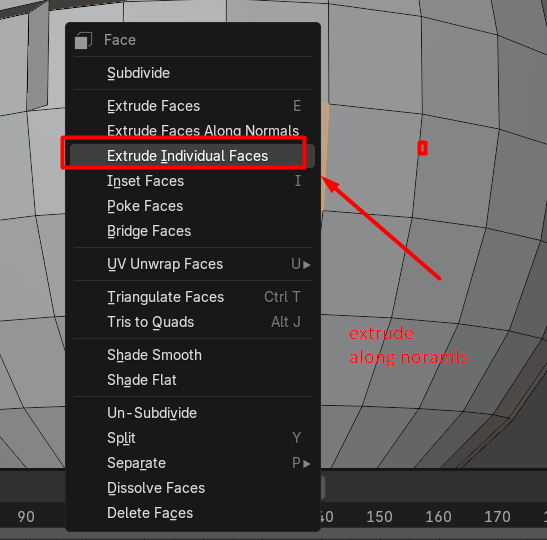 Face
Subdivide
Extrude Faces E
Extrude Faces Along Normals
Extrude Individual Faces
Inset Faces I
Poke Faces
Bridge Faces
UV Unwrap Faces U
Triangulate Faces Ctrl T
Tris to Quads Alt J
extrude
along noramls
Shade Smooth
Shade Flat
Un-Subdivide
Split Y
Separate P
Dissolve Faces
Delete Faces
90 40 150 160 170